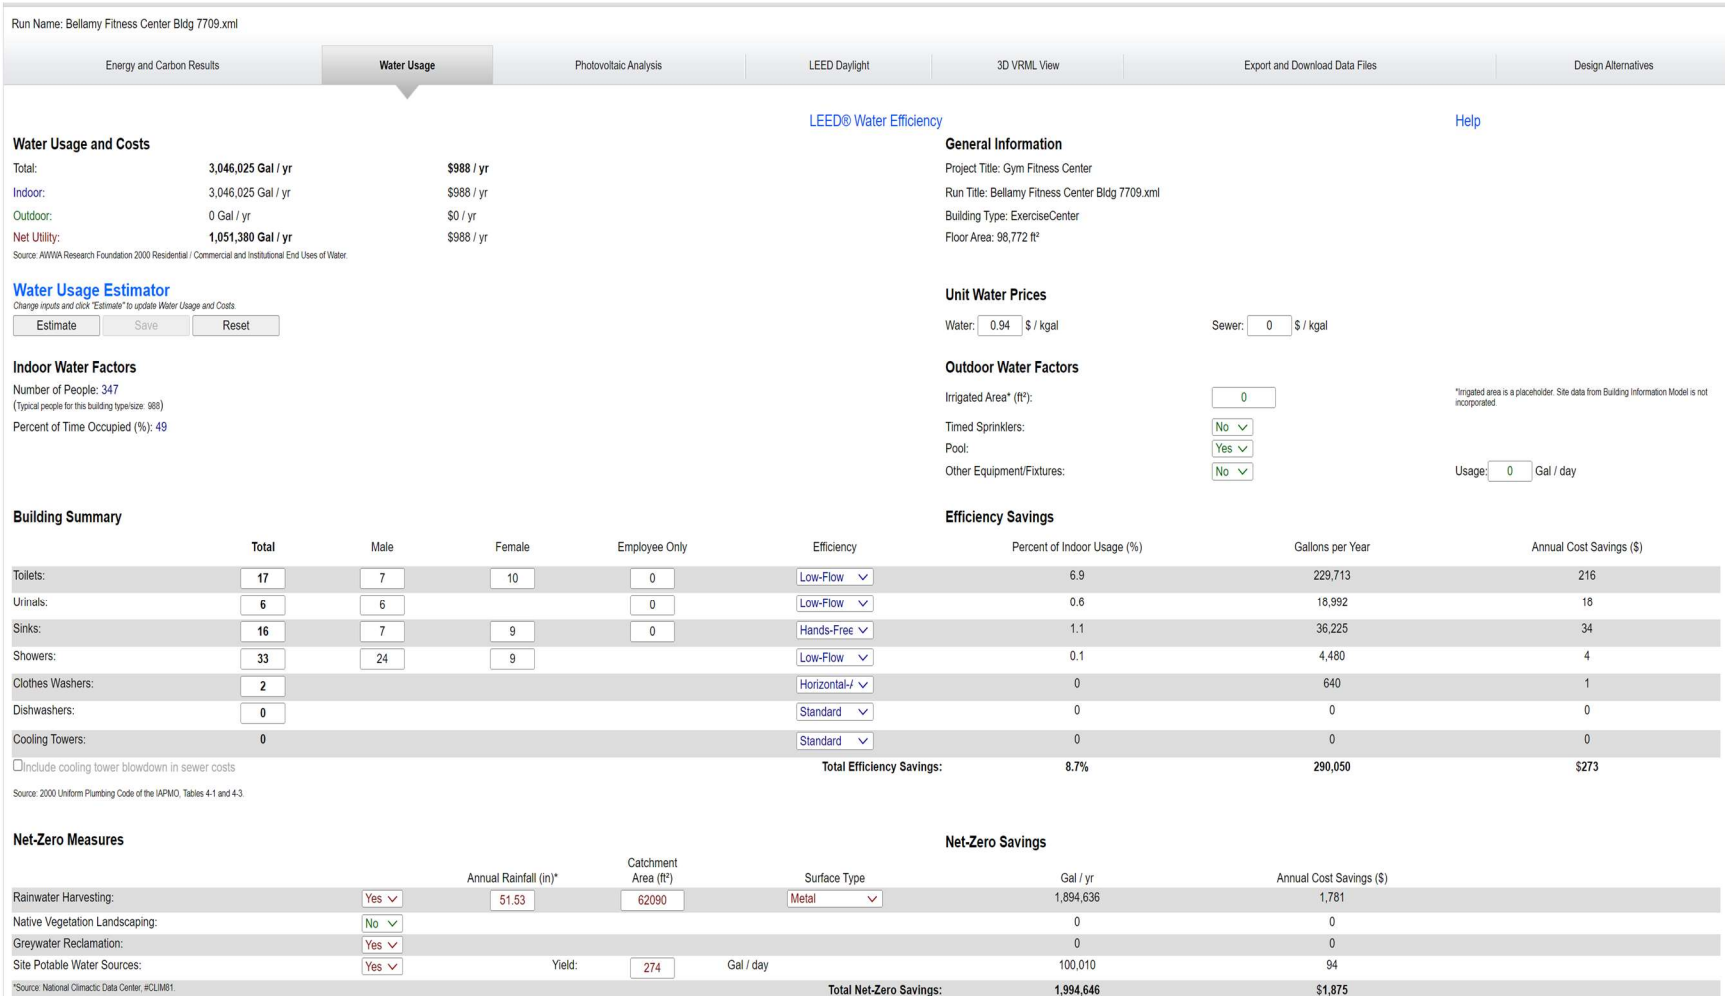 Run Name: Bellamy Fitness Center Bldg 7709.xml
Energy and Carbon Results Water Usage Photovoltaic Analysis LEED Daylight 3D VRML View Export and Download Data Files Design Alternatives
LEED® Water Efficiency Help
Water Usage and Costs General Information
Total: 3,046,025 Gal / yr $988 / yr Project Title: Gym Fitness Center
Indoor: 3,046,025 Gal / yr $988 / yr Run Title: Bellamy Fitness Center Bldg 7709.xml
Outdoor: 0 Gal / yr $0 / yr Building Type: ExerciseCenter
Net Utility: 1,051,380 Gal / yr $988 / yr Floor Area: 98,772 ft²
Source: AWWA Research Foundation 2000 Residential / Commercial and Institutional End Uses of Water.
Water Usage Estimator Unit Water Prices
Change inputs and click "Estimate" to update Water Usage and Costs.
Estimate Save Reset Water: 0.94 $ / kgal Sewer: 0 $ / kgal
Indoor Water Factors Outdoor Water Factors
Number of People: 347 Irrigated Area* (ft²): 0 *Irrigated area is a placeholder. Site data from Building Information Model is not
(Typical people for this building type/size: 988) incorporated.
Percent of Time Occupied (%): 49 Timed Sprinklers: No
Pool: Yes
Other Equipment/Fixtures: No Usage: 0 Gal / day
Building Summary Efficiency Savings
Total Male Female Employee Only Efficiency Percent of Indoor Usage (%) Gallons per Year Annual Cost Savings ($)
Toilets: 17 7 10 0 Low-Flow 6.9 229,713 216
Urinals: 6 6 0 Low-Flow 0.6 18,992 18
Sinks: 16 7 9 0 Hands-Free 1.1 36,225 34
Showers: 33 24 9 Low-Flow 0.1 4,480 4
Clothes Washers: 2 Horizontal-A 0 640 1
Dishwashers: 0 Standard 0 0 0
Cooling Towers: 0 Standard 0 0 0
Include cooling tower blowdown in sewer costs Total Efficiency Savings: 8.7% 290,050 $273
Source: 2000 Uniform Plumbing Code of the IAPMO, Tables 4-1 and 4-3.
Net-Zero Measures Net-Zero Savings
Annual Rainfall (in)* Catchment Area (ft²) Surface Type Gal / yr Annual Cost Savings ($)
Rainwater Harvesting: Yes 51.53 62090 Metal 1,894,636 1,781
Native Vegetation Landscaping: No 0 0
Greywater Reclamation: Yes 0 0
Site Potable Water Sources: Yes Yield: 274 Gal / day 100,010 94
*Source: National Climactic Data Center, #CLIM81. Total Net-Zero Savings: 1,994,646 $1,875